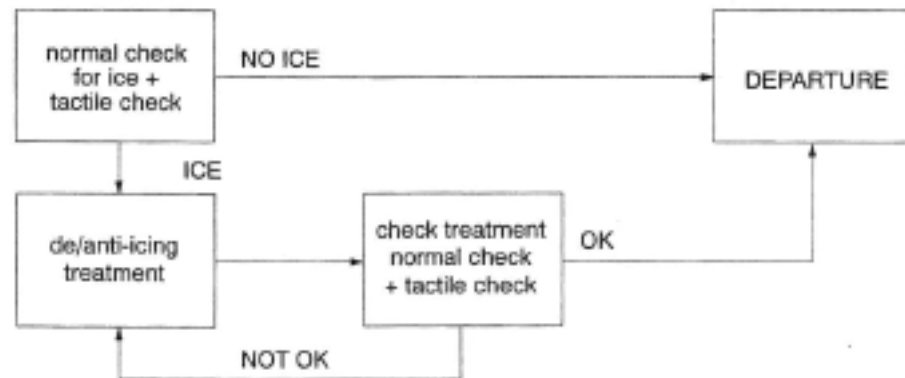 normal check
for ice +
tactile check
NO ICE
DEPARTURE
ICE
de/anti-icing
treatment
check treatment
normal check
+ tactile check
OK
NOT OK